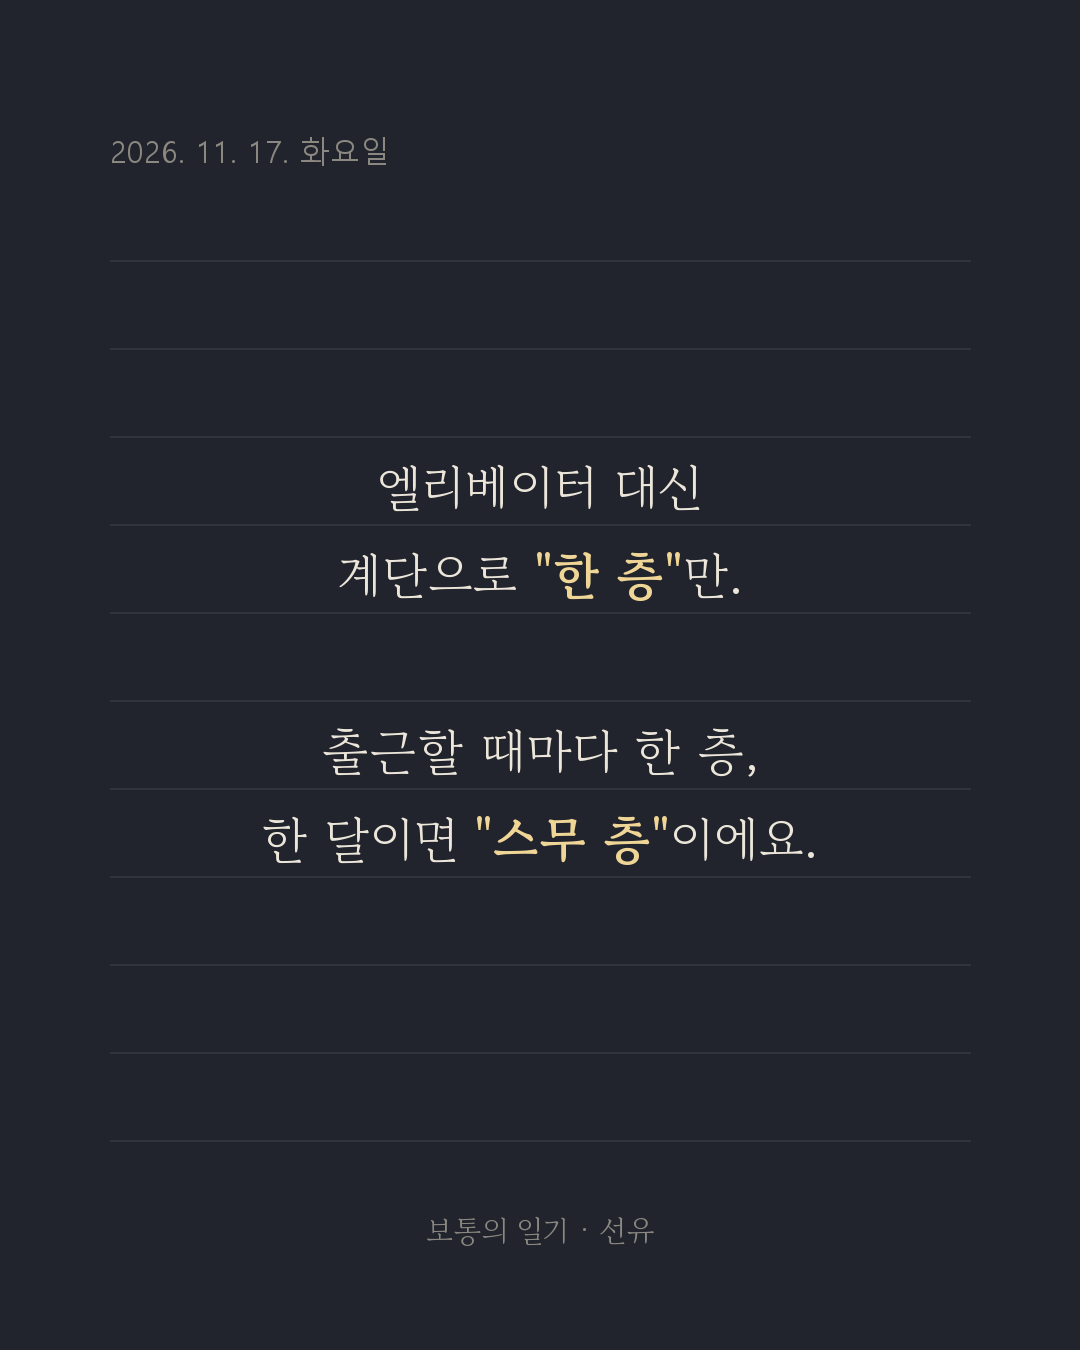 2026. 11. 17. 화요일
엘리베이터 대신
계단으로 "한 층"만.
출근할 때마다 한 층,
한 달이면 "스무 층"이에요.
보통의 일기 · 선유